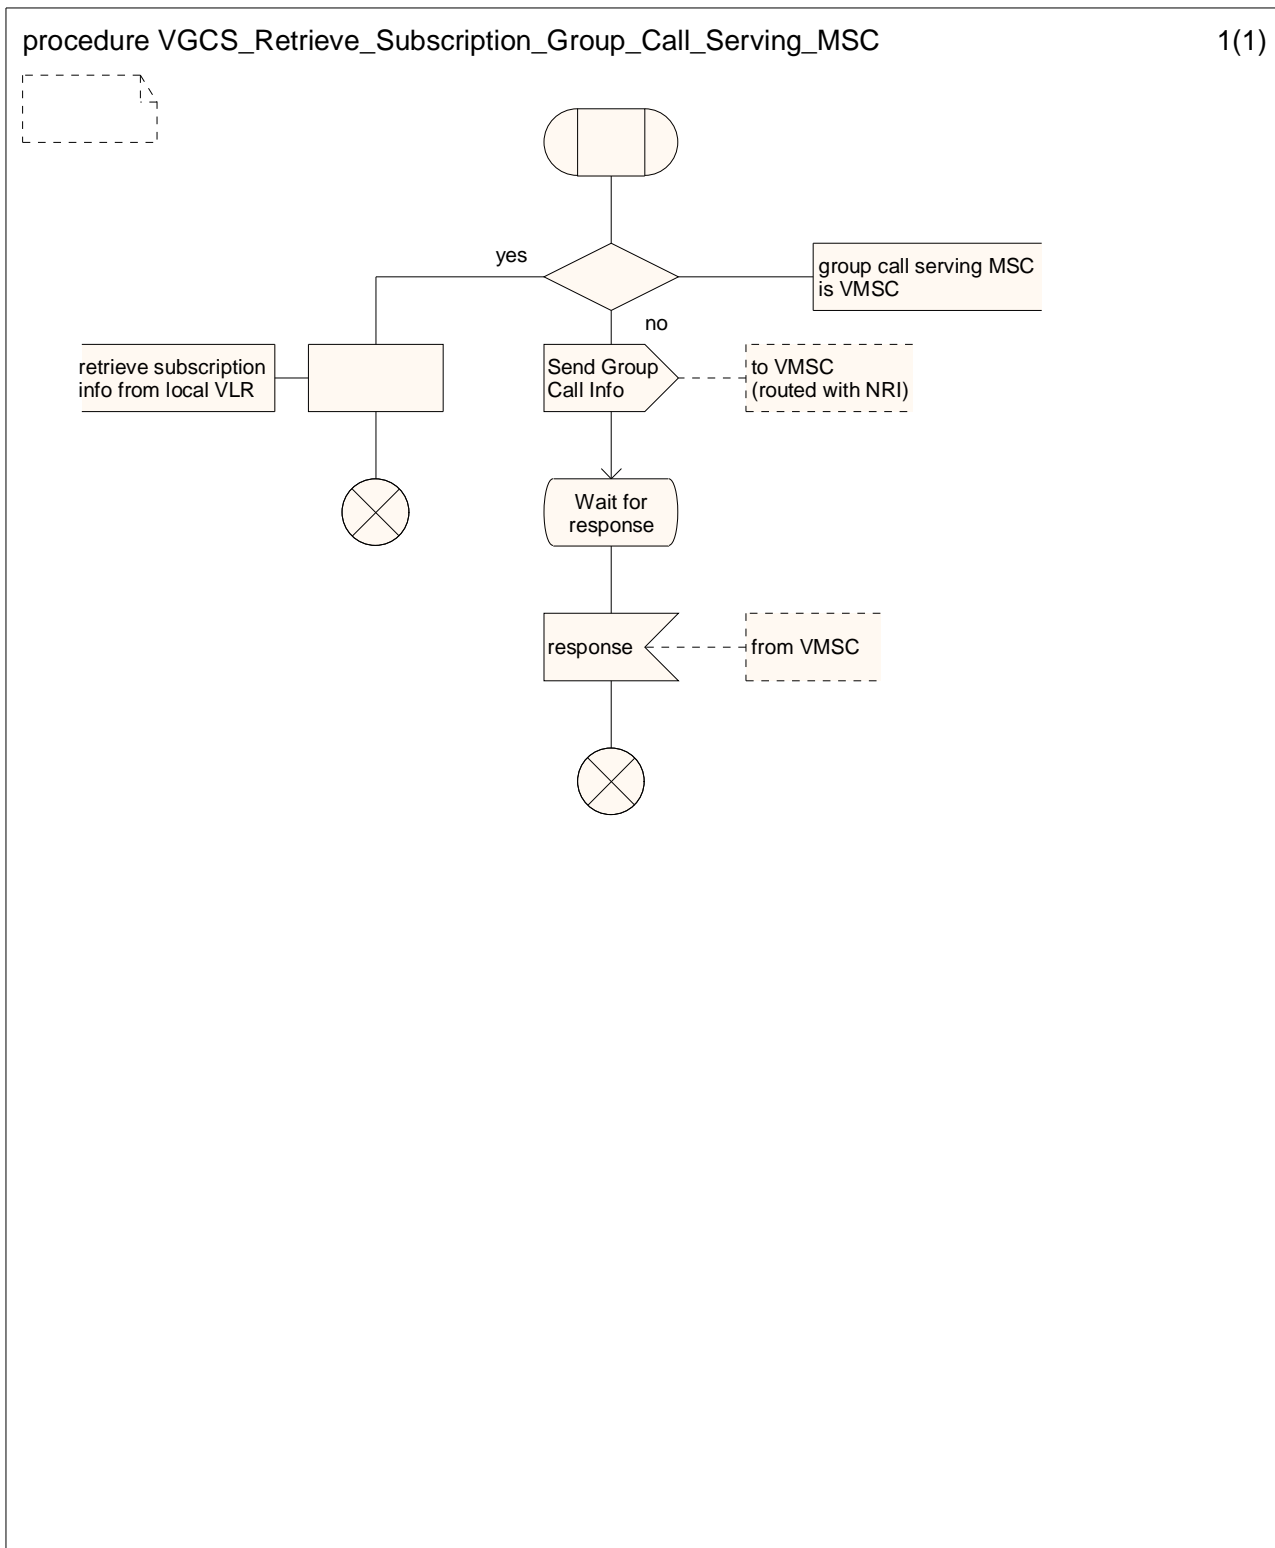 procedure VGCS_Retrieve_Subscription_Group_Call_Serving_MSC
1(1)
yes
group call serving MSC
is VMSC
no
retrieve subscription
info from local VLR
Send Group
Call Info
to VMSC
(routed with NRI)
Wait for
response
response
from VMSC